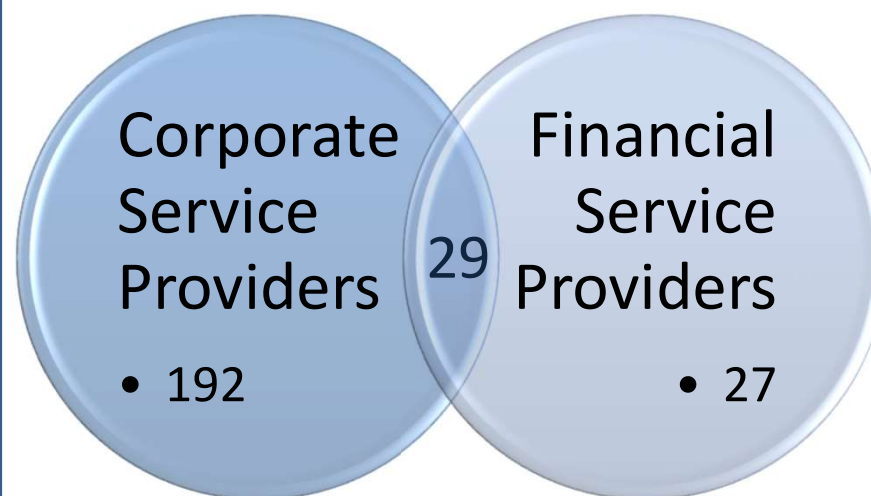 Corporate
Service
Providers
• 192
29
Financial
Service
Providers
• 27